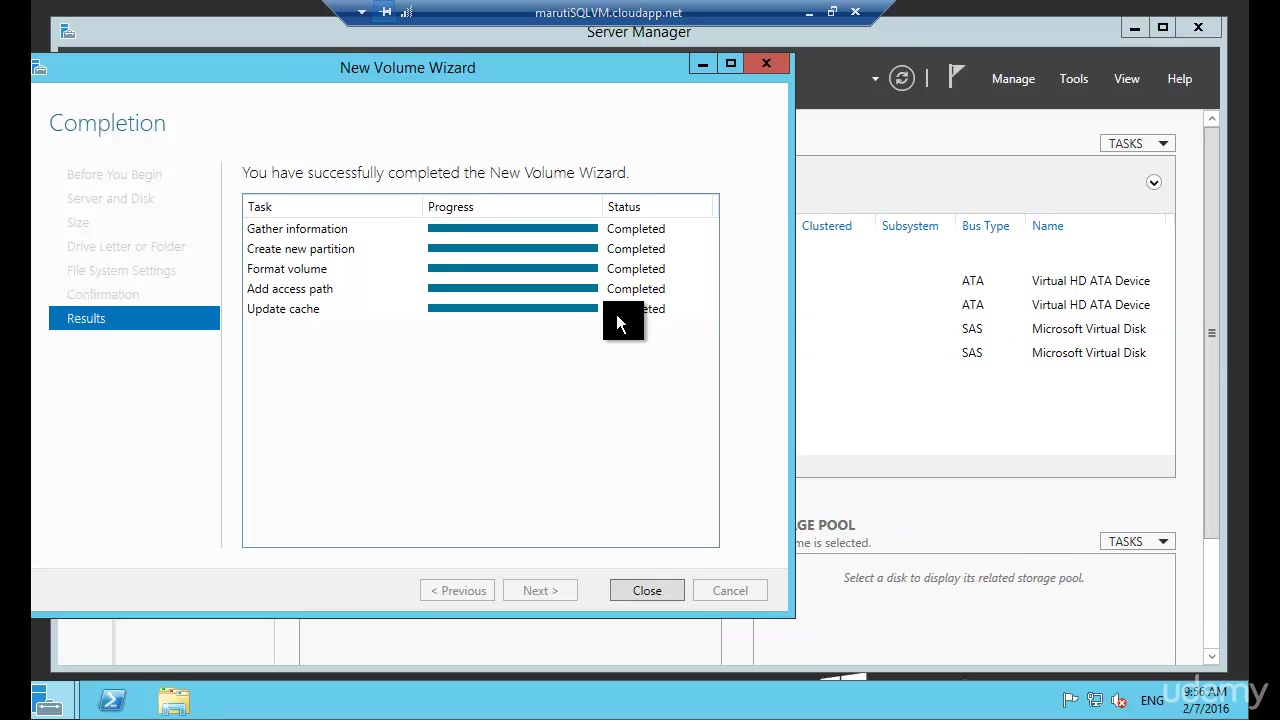 marutiSQLVM.cloudapp.net
Server Manager
New Volume Wizard
Manage Tools View Help
Completion
TASKS
Before You Begin
Server and Disk
Size
Drive Letter or Folder
File System Settings
Confirmation
Results
You have successfully completed the New Volume Wizard.
Task Progress Status
Gather information Completed
Create new partition Completed
Format volume Completed
Add access path Completed
Update cache eted
Clustered Subsystem Bus Type Name
ATA Virtual HD ATA Device
ATA Virtual HD ATA Device
SAS Microsoft Virtual Disk
SAS Microsoft Virtual Disk
AGE POOL
me is selected.
TASKS
Select a disk to display its related storage pool.
< Previous Next > Close Cancel
ENG
9:56 AM
2/7/2016
udemy